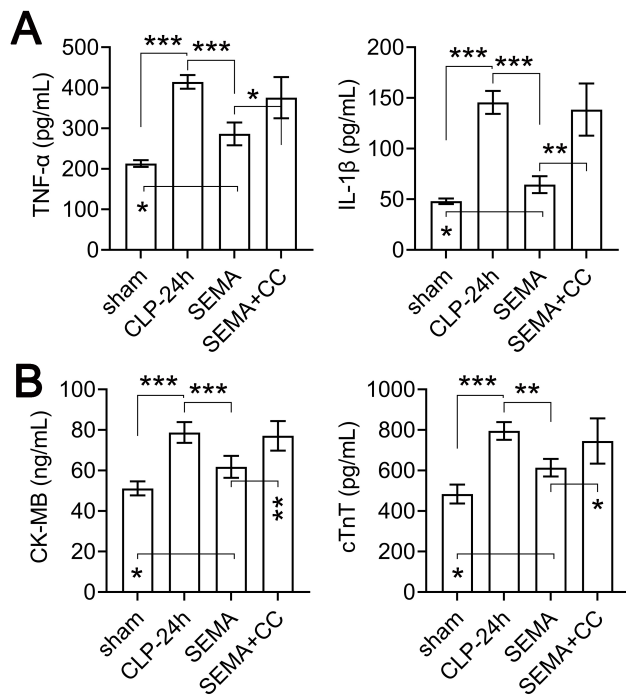 A
TNF-α (pg/mL)
500
400
300
200
100
0
*** ***
*
*
sham
CLP-24h
SEMA
SEMA+CC
IL-1β (pg/mL)
200
150
100
50
0
*** ***
**
*
sham
CLP-24h
SEMA
SEMA+CC
B
CK-MB (ng/mL)
100
80
60
40
20
0
*** ***
**
*
sham
CLP-24h
SEMA
SEMA+CC
cTnT (pg/mL)
1000
800
600
400
200
0
*** **
*
*
sham
CLP-24h
SEMA
SEMA+CC